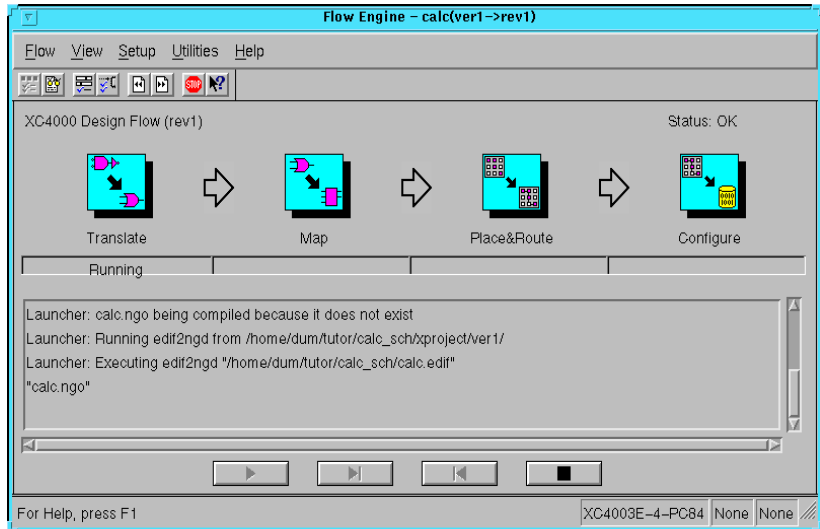 Flow Engine – calc(ver1->rev1)
Flow View Setup Utilities Help
STOP
XC4000 Design Flow (rev1) Status: OK
Translate Map Place&Route Configure
Running
Launcher: calc.ngo being compiled because it does not exist
Launcher: Running edif2ngd from /home/dum/tutor/calc_sch/xproject/ver1/
Launcher: Executing edif2ngd "/home/dum/tutor/calc_sch/calc.edif"
"calc.ngo"
For Help, press F1 XC4003E–4–PC84 None None